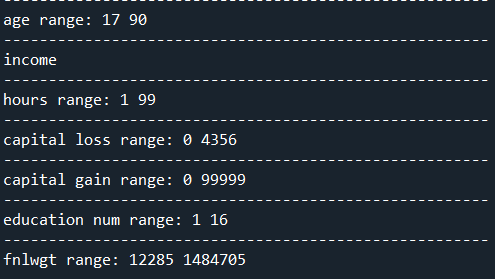 --------------------------------------------------------
age range: 17 90
--------------------------------------------------------
income
--------------------------------------------------------
hours range: 1 99
--------------------------------------------------------
capital loss range: 0 4356
--------------------------------------------------------
capital gain range: 0 99999
--------------------------------------------------------
education num range: 1 16
--------------------------------------------------------
fnlwgt range: 12285 1484705